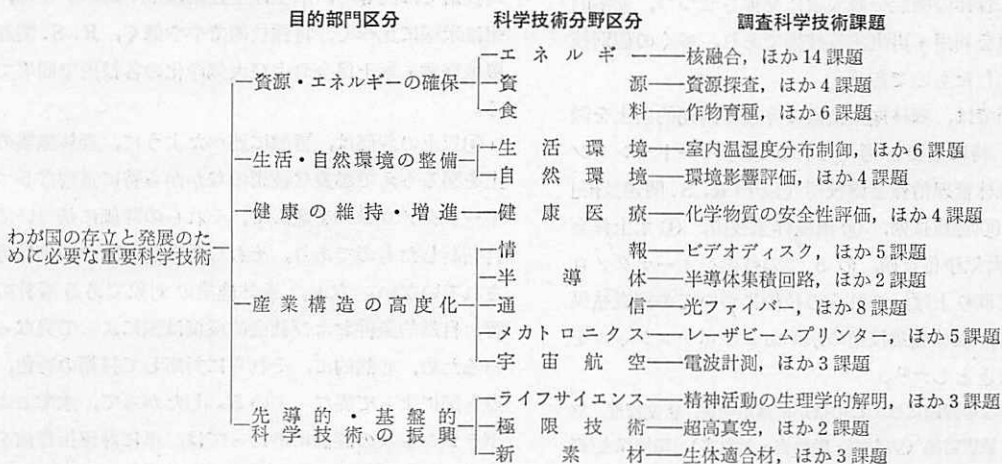 目的部門区分 科学技術分野区分 調査科学技術課題
エネルギー 核融合，ほか14課題
資源・エネルギーの確保 資源 資源探査，ほか4課題
食料 作物育種，ほか6課題
生活・自然環境の整備 生活環境 室内温湿度分布制御，ほか6課題
自然環境 環境影響評価，ほか4課題
健康の維持・増進 健康医療 化学物質の安全性評価，ほか4課題
わが国の存立と発展のた
めに必要な重要科学技術
情報 ビデオディスク，ほか5課題
半導体 半導体集積回路，ほか2課題
産業構造の高度化 通信 光ファイバー，ほか8課題
メカトロニクス レーザビームプリンター，ほか3課題
宇宙航空 電波計測，ほか3課題
先導的・基盤的
科学技術の振興
ライフサイエンス 精神活動の生理学的解明，ほか3課題
極限技術 超高真空，ほか2課題
新素材 生体適合材，ほか3課題